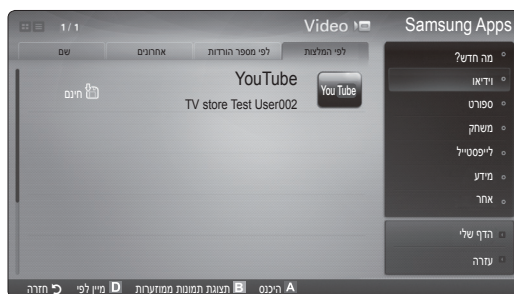 Samsung Apps
Video
1 / 1
מה חדש?
וידיאו
ספורט
משחק
לייפסטייל
מידע
אחר
הדף שלי
עזרה
לפי המלצות
לפי מספר הורדות
אחרונים
שם
You Tube
YouTube
TV store Test User002
חינם
A היכנס B תצוגת תמונות ממוזערות D מיין לפי חזרה